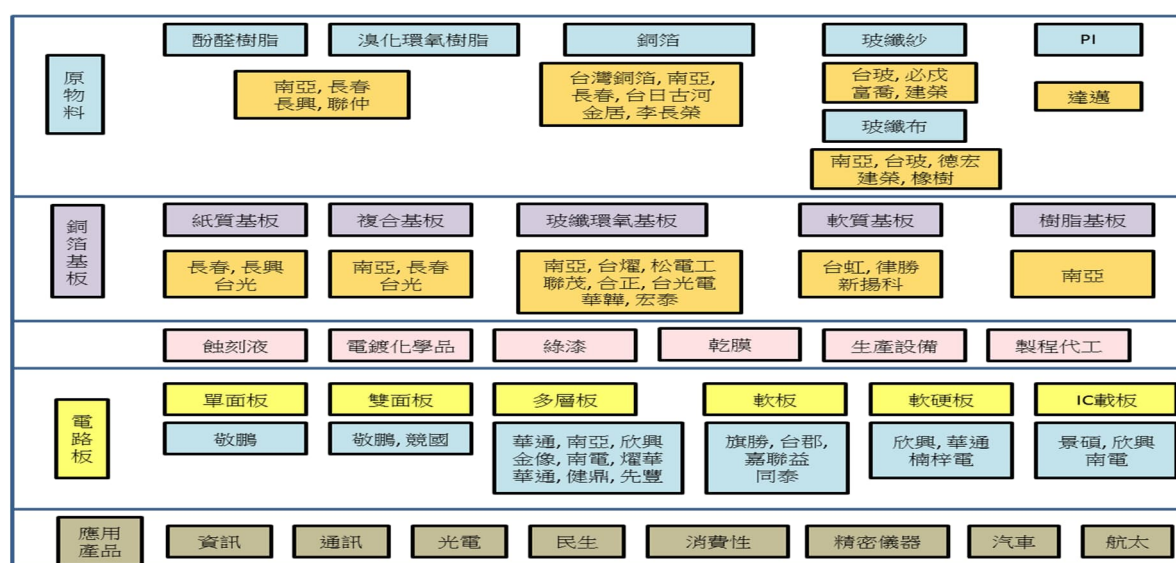 原物料
酚醛樹脂
溴化環氧樹脂
銅箔
玻纖紗
PI
南亞, 長春
長興, 聯仲
台灣銅箔, 南亞,
長春, 台日古河
金居, 李長榮
台玻, 必成
富喬, 建榮
達邁
玻纖布
南亞, 台玻, 德宏
建榮, 橡樹
銅箔基板
紙質基板
複合基板
玻纖環氧基板
軟質基板
樹脂基板
長春, 長興
台光
南亞, 長春
台光
南亞, 台燿, 松電工
聯茂, 合正, 台光電
華韡, 宏泰
台虹, 律勝
新揚科
南亞
蝕刻液
電鍍化學品
綠漆
乾膜
生產設備
製程代工
電路板
單面板
雙面板
多層板
軟板
軟硬板
IC載板
敬鵬
敬鵬, 競國
華通, 南亞, 欣興
金像, 南電, 燿華
華通, 健鼎, 先豐
旗勝, 台郡,
嘉聯益
同泰
欣興, 華通
楠梓電
景碩, 欣興
南電
應用
產品
資訊
通訊
光電
民生
消費性
精密儀器
汽車
航太